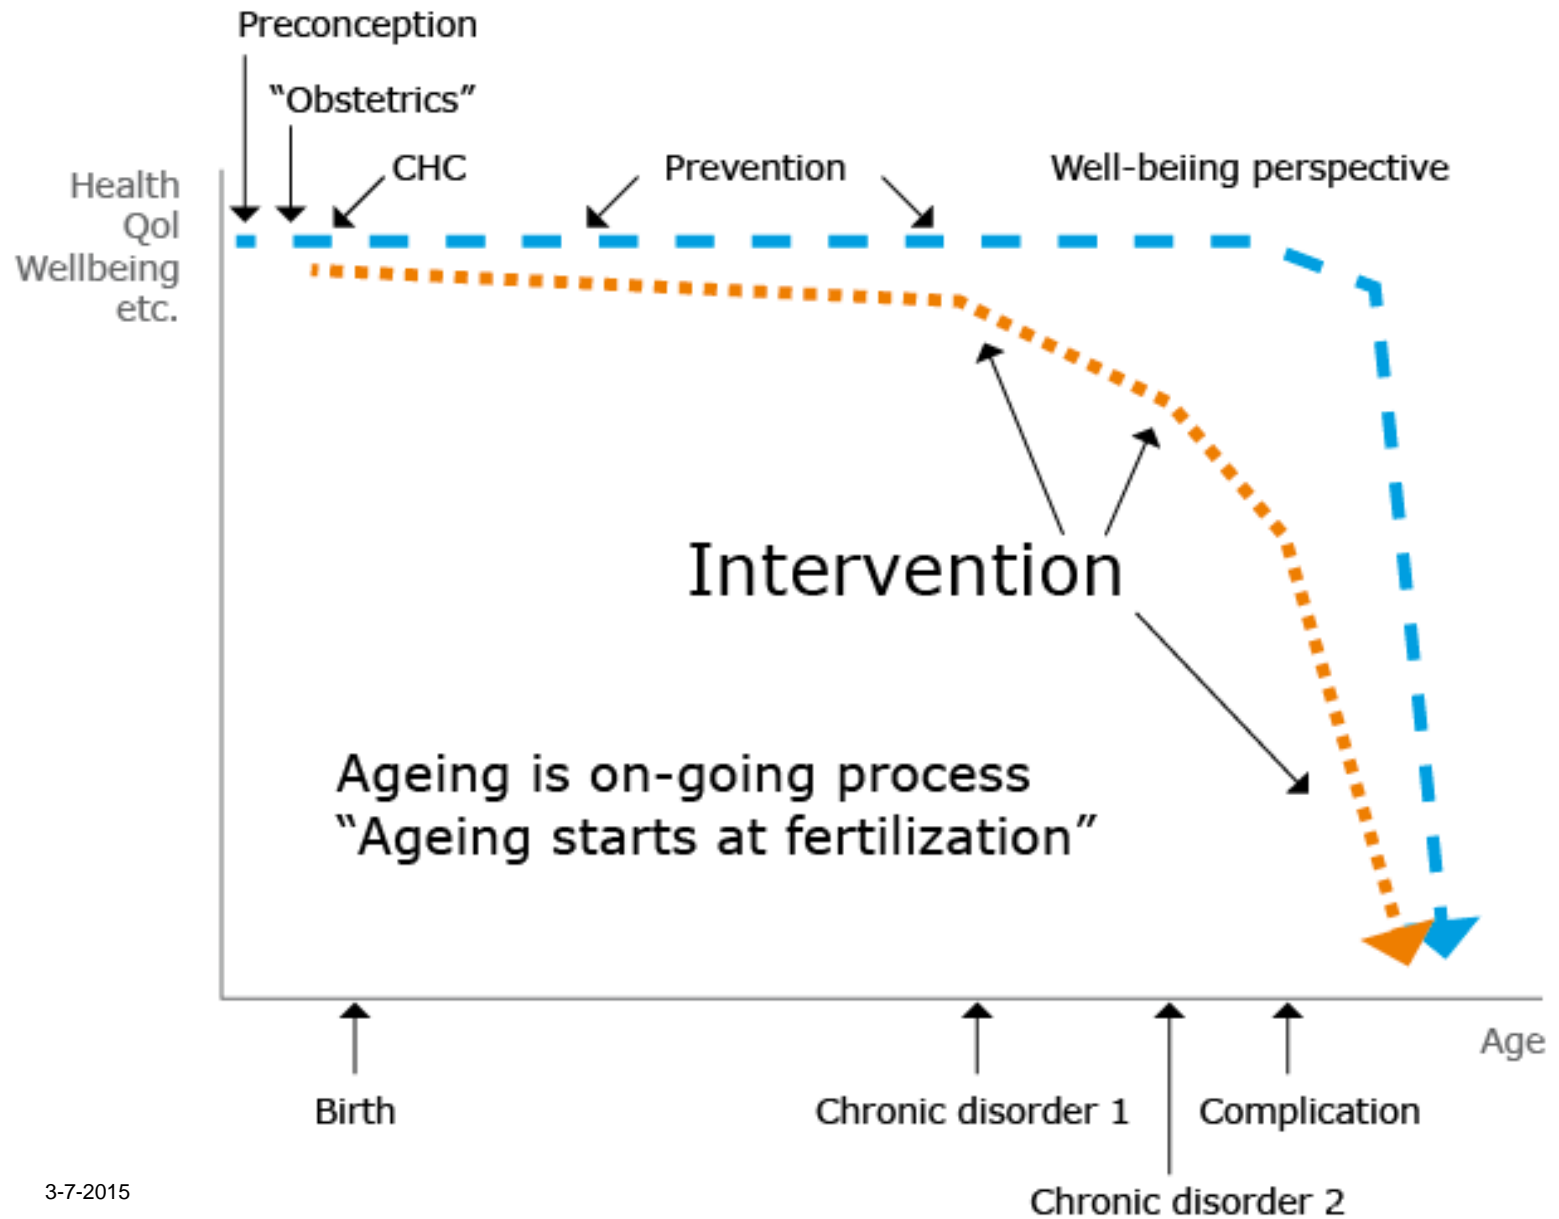 Preconception
“Obstetrics”
CHC
Prevention
Well-beiing perspective
Health
Qol
Wellbeing
etc.
Intervention
Ageing is on-going process
“Ageing starts at fertilization”
Age
Birth
Chronic disorder 1
Complication
Chronic disorder 2
3-7-2015